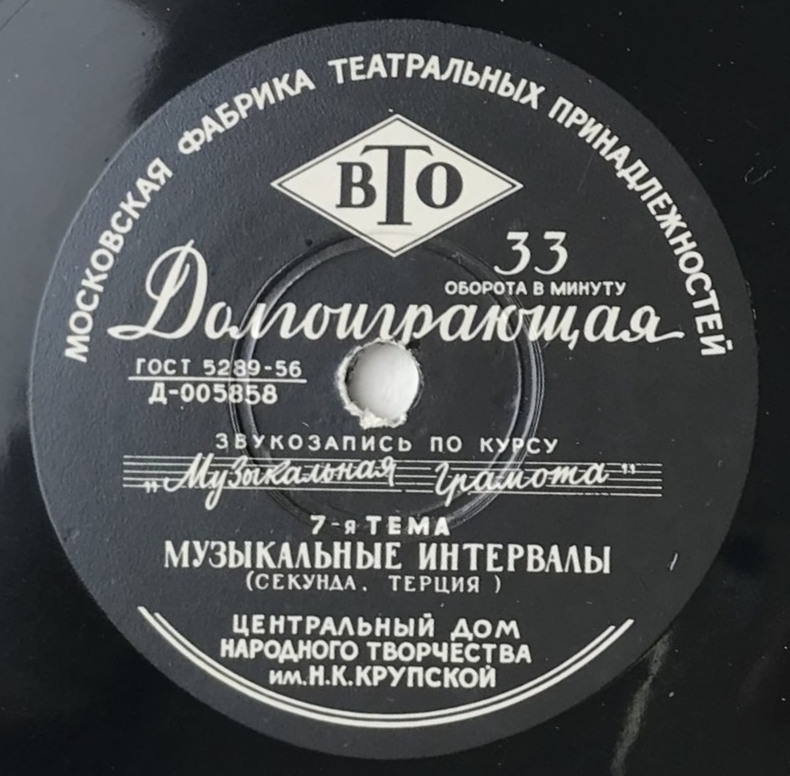 МОСКОВСКАЯ ФАБРИКА ТЕАТРАЛЬНЫХ ПРИНАДЛЕЖНОСТЕЙ
ВТО
33
ОБОРОТА В МИНУТУ
Долгоиграющая
ГОСТ 5289-56
Д-005858
ЗВУКОЗАПИСЬ ПО КУРСУ
„Музыкальная грамота"
7-я ТЕМА
МУЗЫКАЛЬНЫЕ ИНТЕРВАЛЫ
(СЕКУНДА. ТЕРЦИЯ)
ЦЕНТРАЛЬНЫЙ ДОМ
НАРОДНОГО ТВОРЧЕСТВА
им.Н.К.КРУПСКОЙ